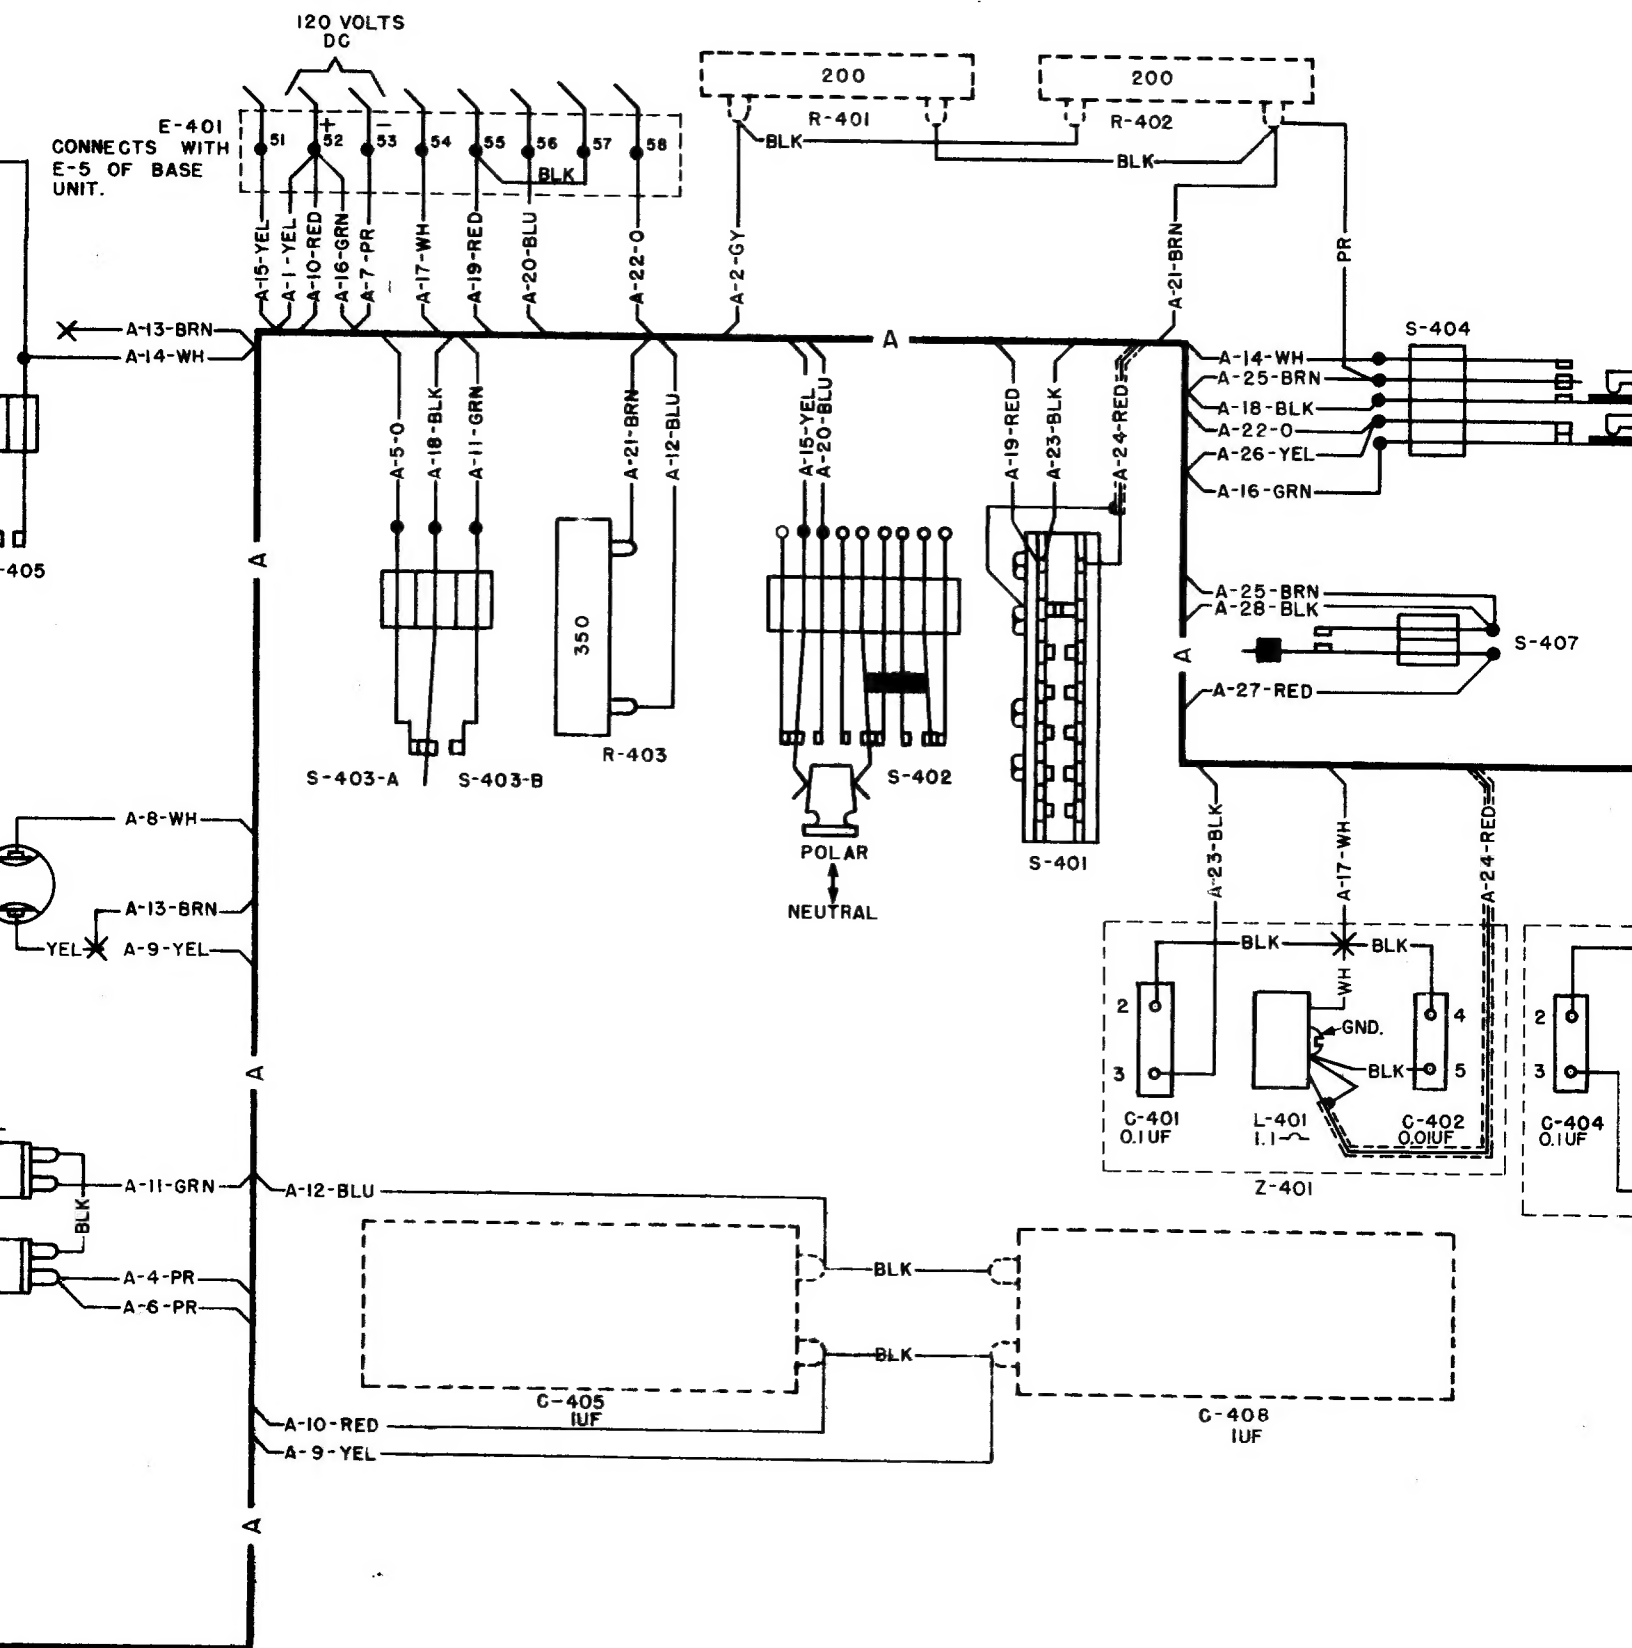 120 VOLTS
DC
E-401
CONNECTS WITH
E-5 OF BASE
UNIT.
+
–
51
52
53
54
55
56
57
58
BLK
200
R-401
200
R-402
BLK
BLK
A-15-YEL
A-1-YEL
A-10-RED
A-16-GRN
A-7-PR
A-17-WH
A-19-RED
A-20-BLU
A-22-O
A-2-GY
A-21-BRN
PR
A-13-BRN
A-14-WH
A
S-404
A-14-WH
A-25-BRN
A-18-BLK
A-22-O
A-26-YEL
A-16-GRN
A-5-O
A-18-BLK
A-11-GRN
A-21-BRN
A-12-BLU
A-15-YEL
A-20-BLU
A-19-RED
A-23-BLK
A-24-RED
-405
A
350
R-403
S-403-A
S-403-B
S-402
POLAR
NEUTRAL
S-401
A-25-BRN
A-28-BLK
S-407
A
A-27-RED
A-8-WH
A-13-BRN
YEL
A-9-YEL
A-23-BLK
A-17-WH
A-24-RED
BLK
BLK
WH
2
3
GND.
BLK
4
5
2
3
C-401
0.1UF
L-401
1.1
C-402
0.01UF
C-404
0.1UF
Z-401
A
A-11-GRN
BLK
A-4-PR
A-6-PR
A-12-BLU
BLK
BLK
C-405
1UF
C-408
1UF
A-10-RED
A-9-YEL
A